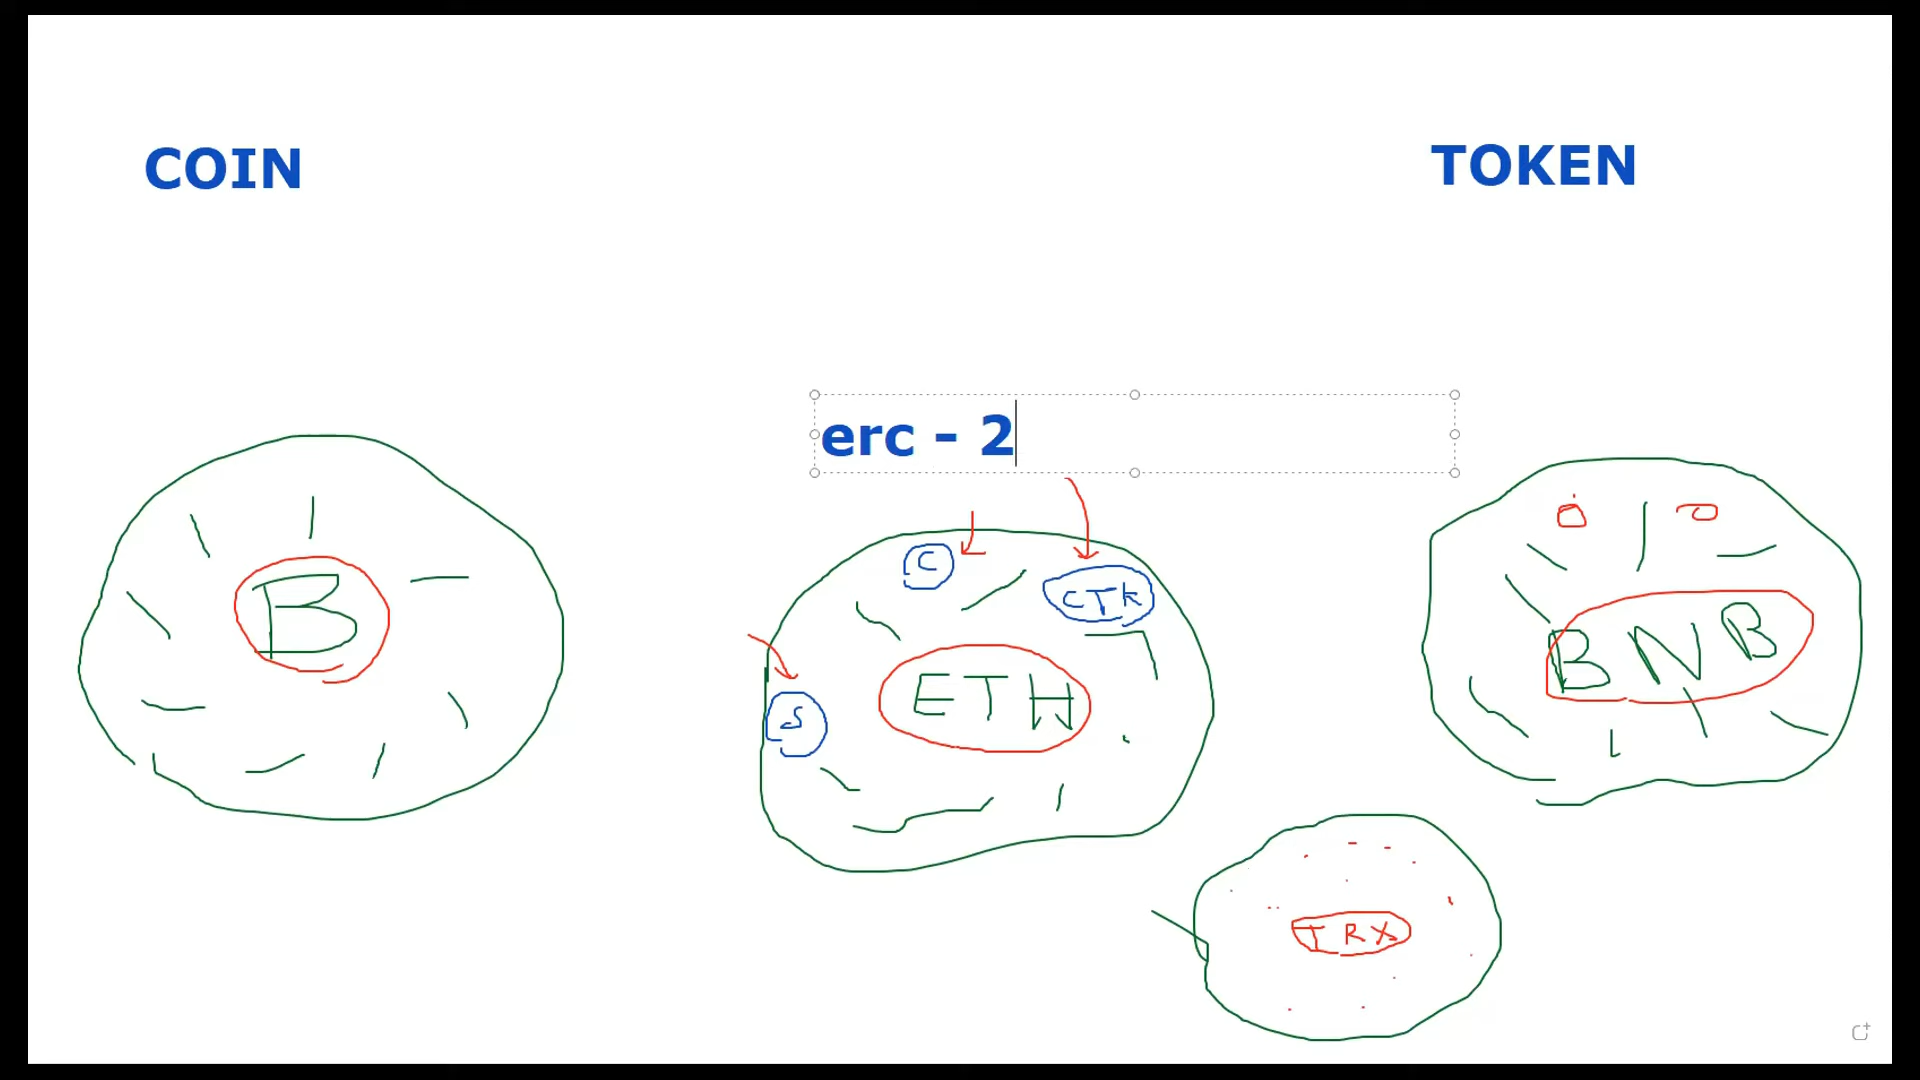 COIN
TOKEN
erc - 2
C
CTK
B
BNB
ETH
S
TRX